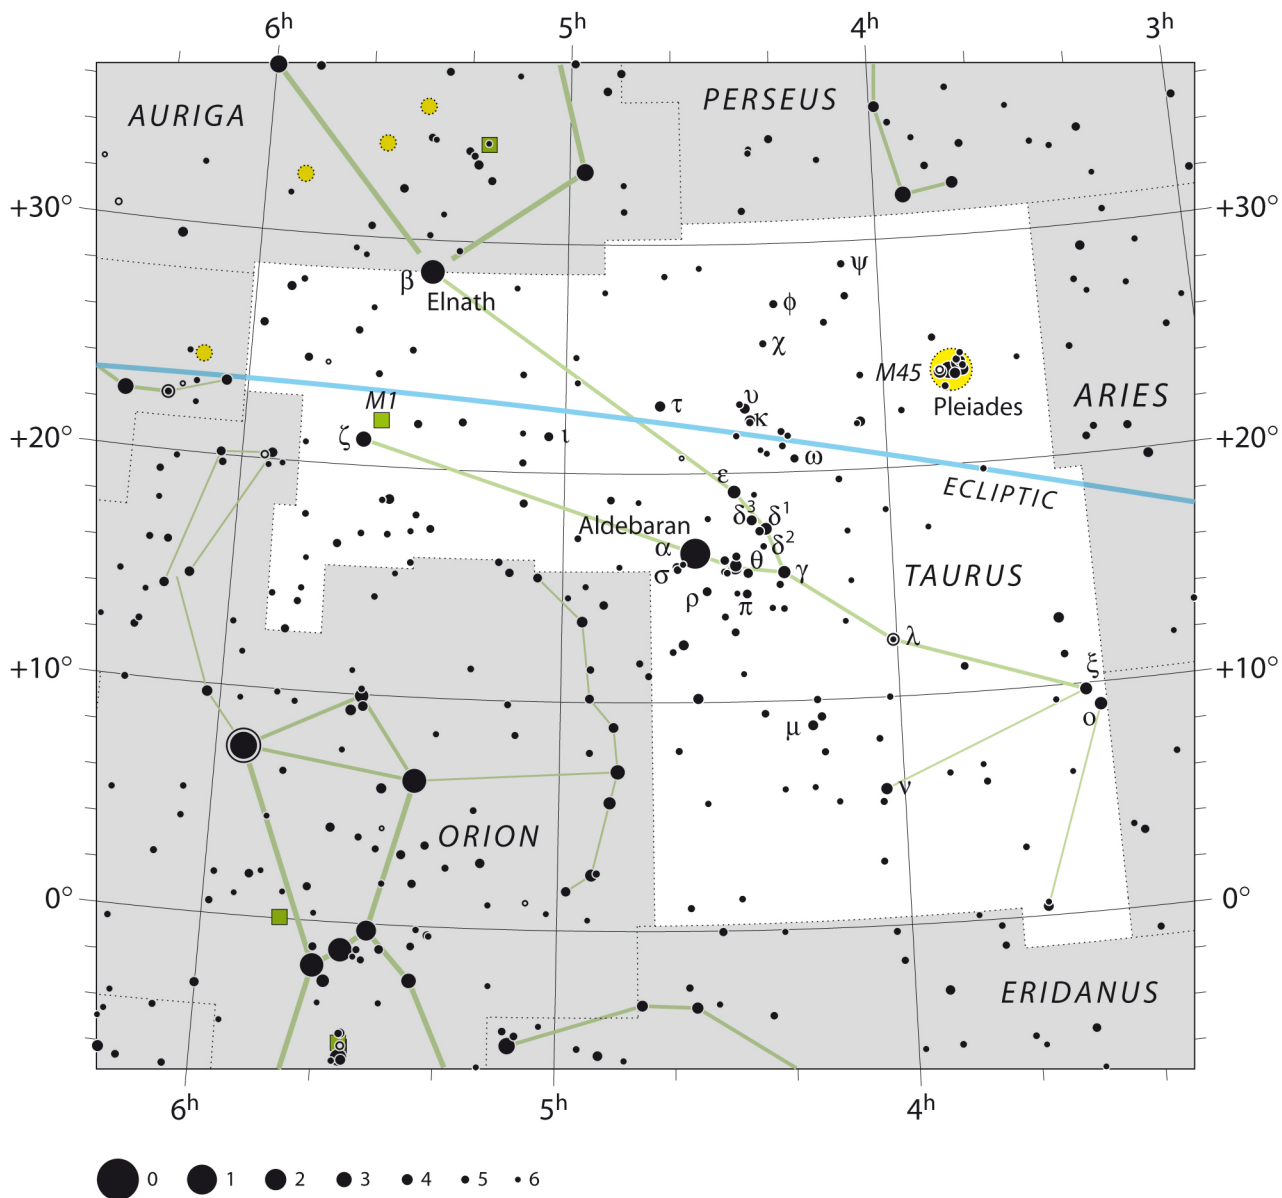 6h 5h 4h 3h
AURIGA PERSEUS
+30° +30°
ψ
β Elnath ϕ
χ
M45
Pleiades ARIES
M1 τ υ
κ
+20° ζ ι ω +20°
ε ECLIPTIC
δ3 δ1
Aldebaran δ2
α θ γ TAURUS
σ
ρ π
λ
+10° ξ +10°
ο
μ
ν
ORION
0° 0°
ERIDANUS
6h 5h 4h
0 1 2 3 4 5 6